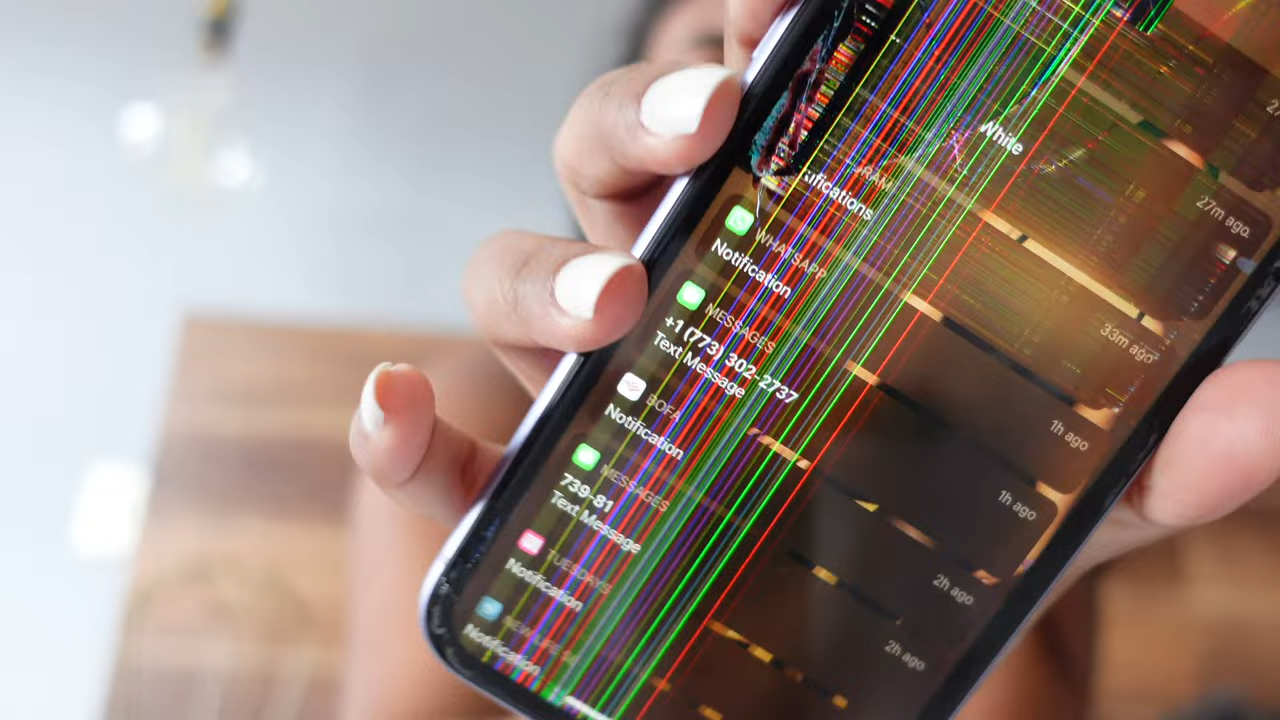 White
WHATSAPP
27m ago
Notification
MESSAGES
33m ago
+1 (773) 302-2737
Text Message
BOFA
1h ago
Notification
MESSAGES
1h ago
739-81
Text Message
TUESDAYS
2h ago
Notification
2h ago
Notification